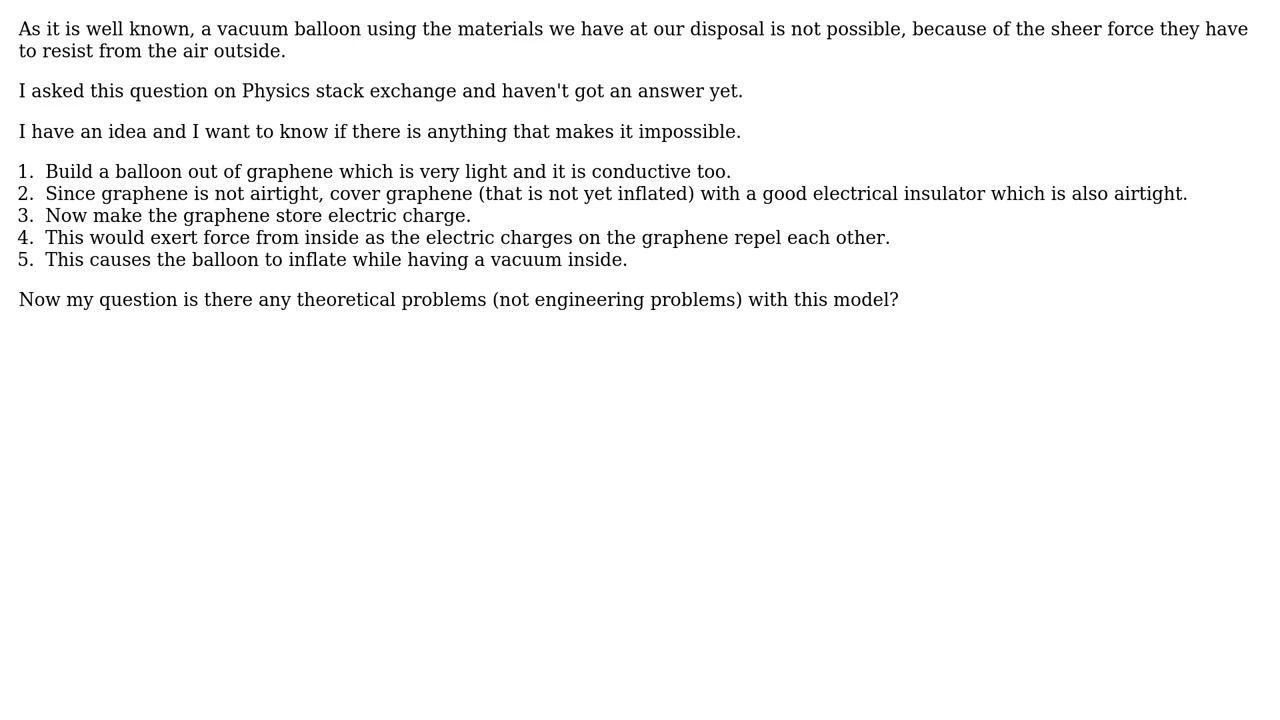 As it is well known, a vacuum balloon using the materials we have at our disposal is not possible, because of the sheer force they have
to resist from the air outside.
I asked this question on Physics stack exchange and haven't got an answer yet.
I have an idea and I want to know if there is anything that makes it impossible.
1. Build a balloon out of graphene which is very light and it is conductive too.
2. Since graphene is not airtight, cover graphene (that is not yet inflated) with a good electrical insulator which is also airtight.
3. Now make the graphene store electric charge.
4. This would exert force from inside as the electric charges on the graphene repel each other.
5. This causes the balloon to inflate while having a vacuum inside.
Now my question is there any theoretical problems (not engineering problems) with this model?